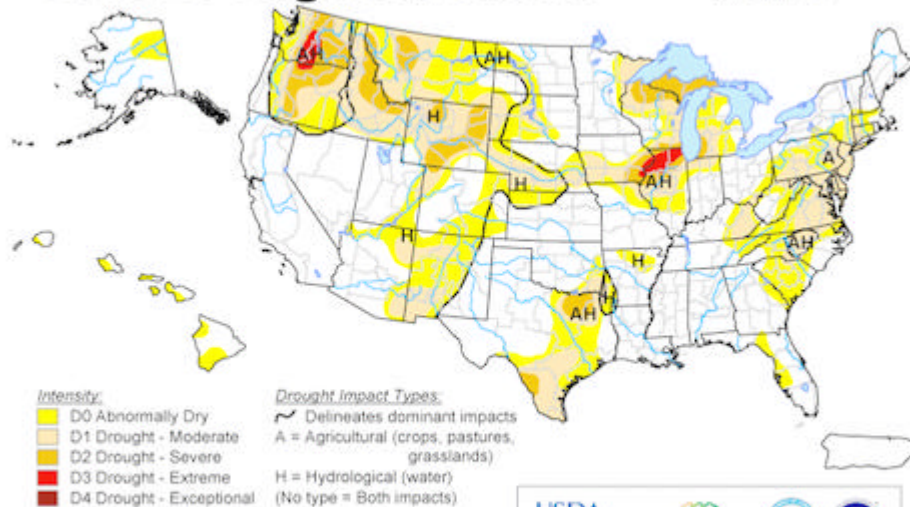 H
AH
AH
H
A
H
AH
AH
H
H
AH
H
Intensity:
D0 Abnormally Dry
D1 Drought - Moderate
D2 Drought - Severe
D3 Drought - Extreme
D4 Drought - Exceptional
Drought Impact Types:
Delineates dominant impacts
A = Agricultural (crops, pastures,
grasslands)
H = Hydrological (water)
(No type = Both impacts)
USDA